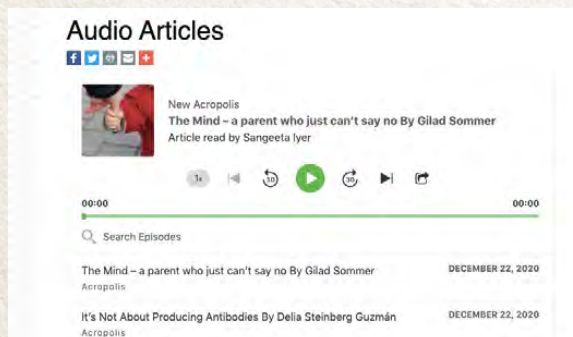 Audio Articles
New Acropolis
The Mind – a parent who just can't say no By Gilad Sommer
Article read by Sangeeta Iyer
1x
10
30
00:00
00:00
Search Episodes
The Mind – a parent who just can't say no By Gilad Sommer
DECEMBER 22, 2020
Acropolis
It's Not About Producing Antibodies By Delia Steinberg Guzmán
DECEMBER 22, 2020
Acropolis